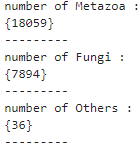 number of Metazoa :
{18059}
---------
number of Fungi :
{7894}
---------
number of Others :
{36}
---------